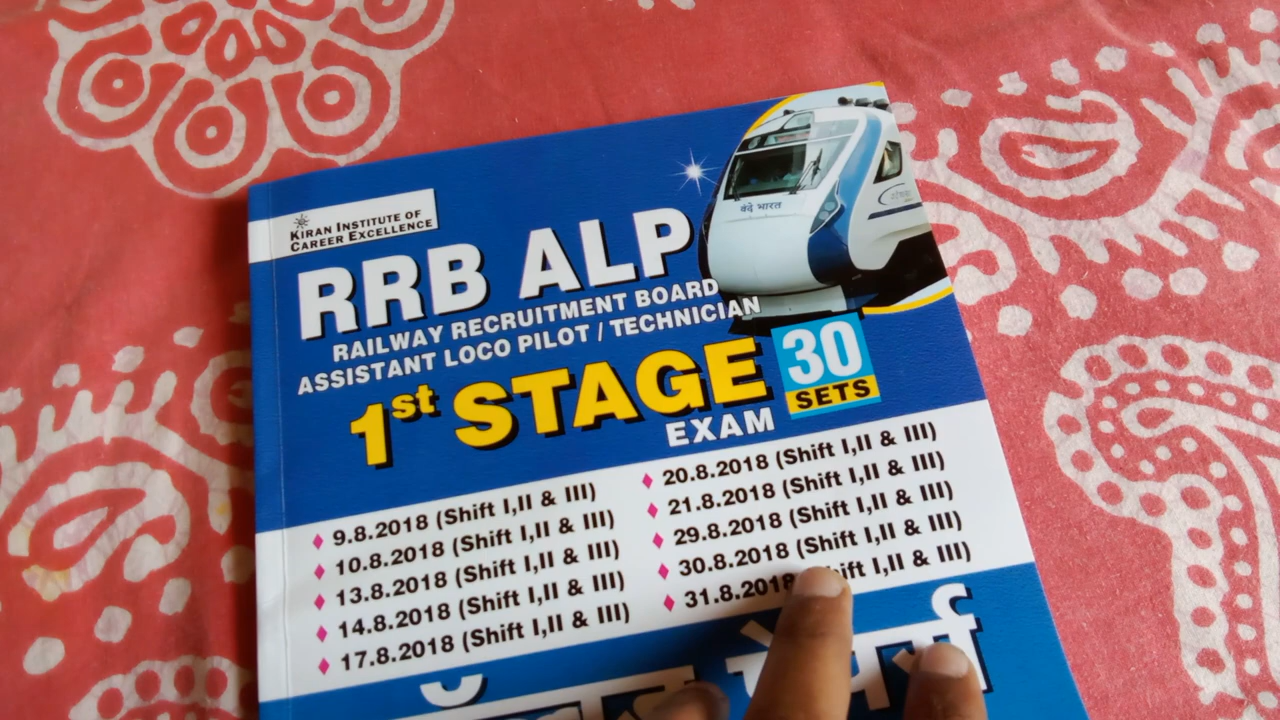 KIRAN INSTITUTE OF
CAREER EXCELLENCE
RRB ALP
RAILWAY RECRUITMENT BOARD
ASSISTANT LOCO PILOT / TECHNICIAN
1st STAGE
EXAM
30
SETS
वंदे भारत
9.8.2018 (Shift I,II & III)
10.8.2018 (Shift I,II & III)
13.8.2018 (Shift I,II & III)
14.8.2018 (Shift I,II & III)
17.8.2018 (Shift I,II & III)
20.8.2018 (Shift I,II & III)
21.8.2018 (Shift I,II & III)
29.8.2018 (Shift I,II & III)
30.8.2018 (Shift I,II & III)
31.8.2018 (Shift I,II & III)